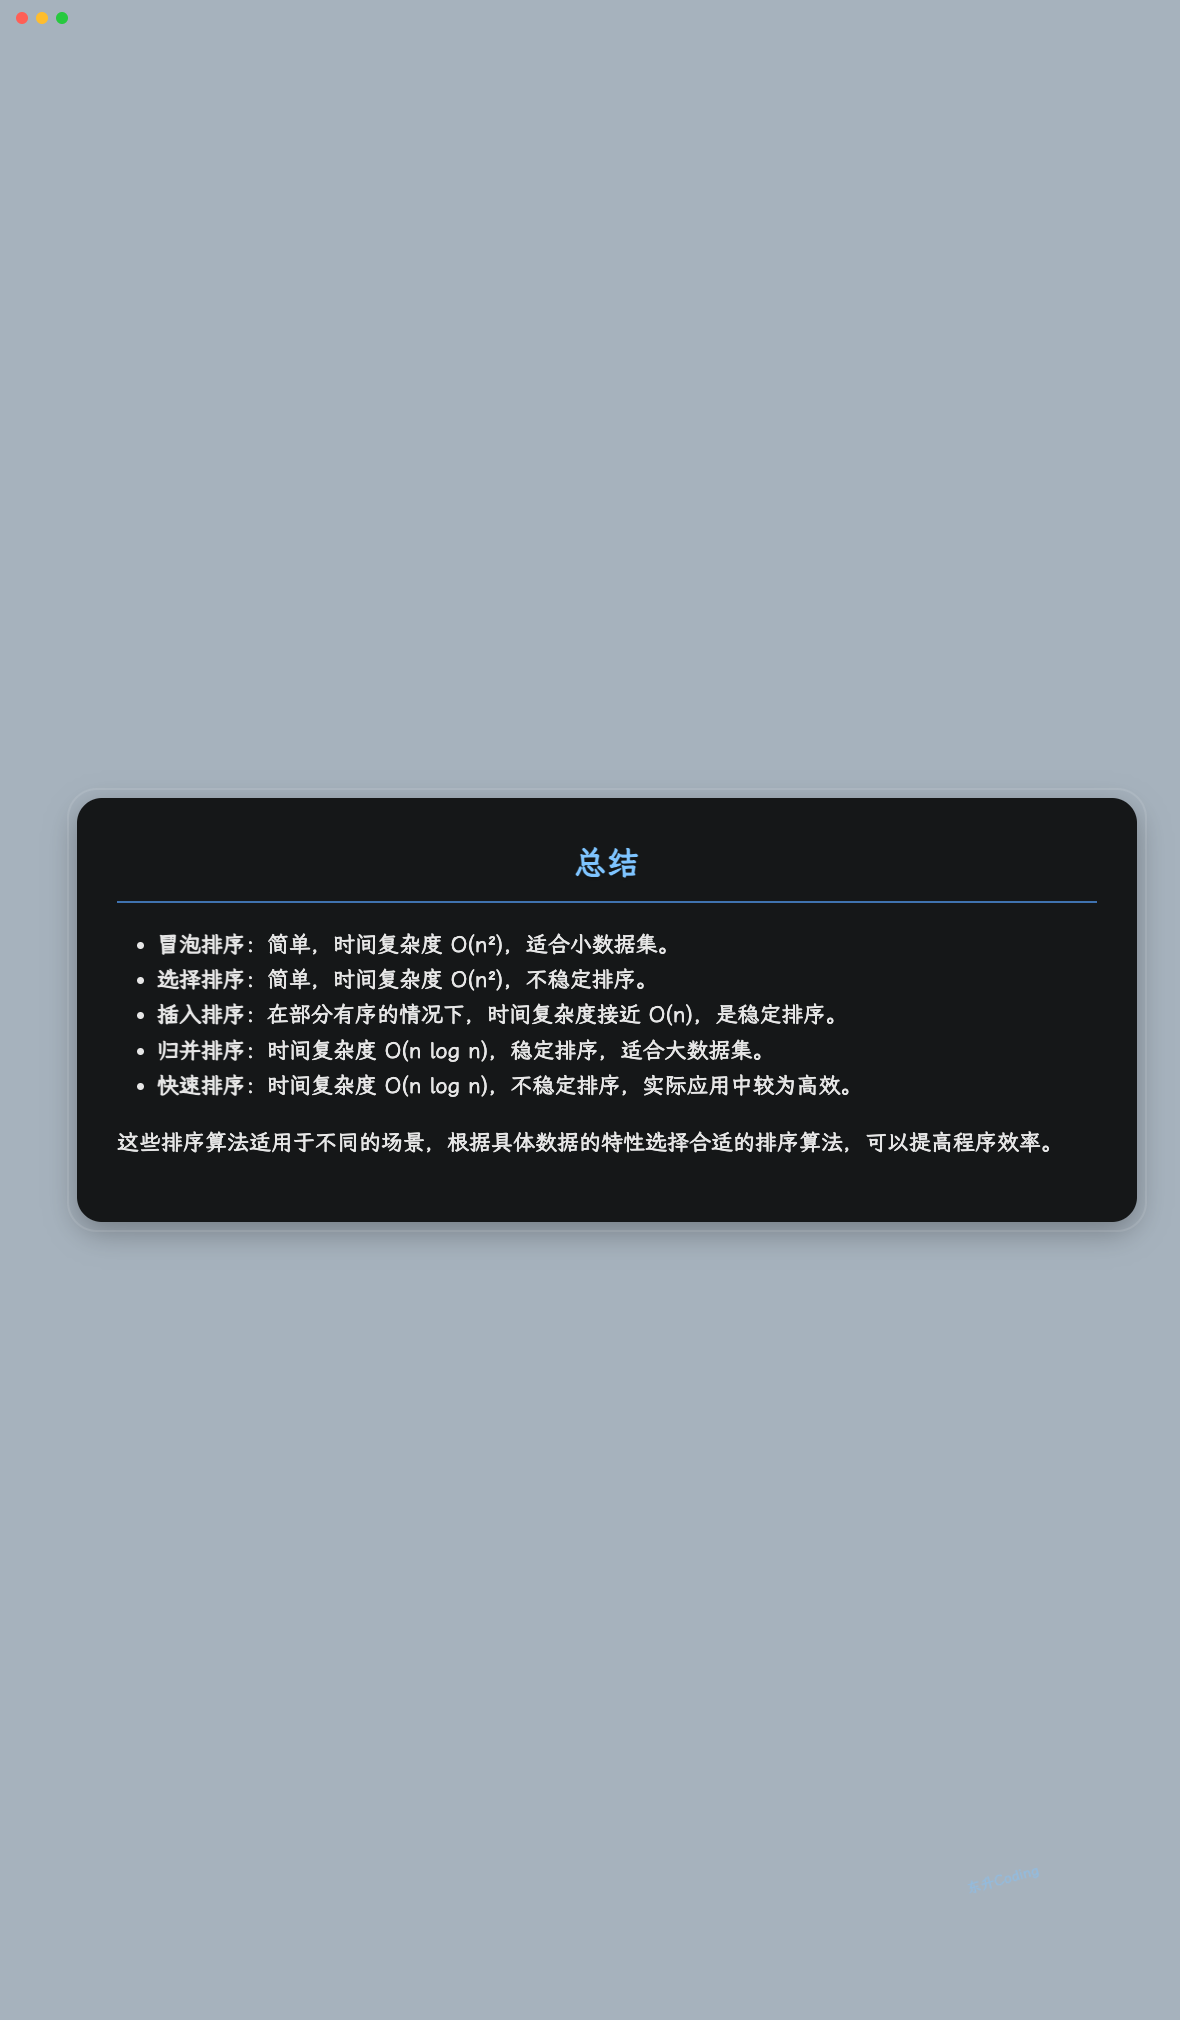 总结
冒泡排序：简单，时间复杂度 O(n²)，适合小数据集。
选择排序：简单，时间复杂度 O(n²)，不稳定排序。
插入排序：在部分有序的情况下，时间复杂度接近 O(n)，是稳定排序。
归并排序：时间复杂度 O(n log n)，稳定排序，适合大数据集。
快速排序：时间复杂度 O(n log n)，不稳定排序，实际应用中较为高效。
这些排序算法适用于不同的场景，根据具体数据的特性选择合适的排序算法，可以提高程序效率。